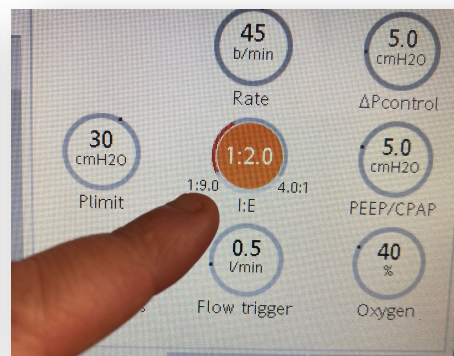 45
b/min
Rate
5.0
cmH2O
ΔPcontrol
30
cmH2O
Plimit
1:2.0
1:9.0
4.0:1
I:E
5.0
cmH2O
PEEP/CPAP
0.5
l/min
Flow trigger
40
%
Oxygen